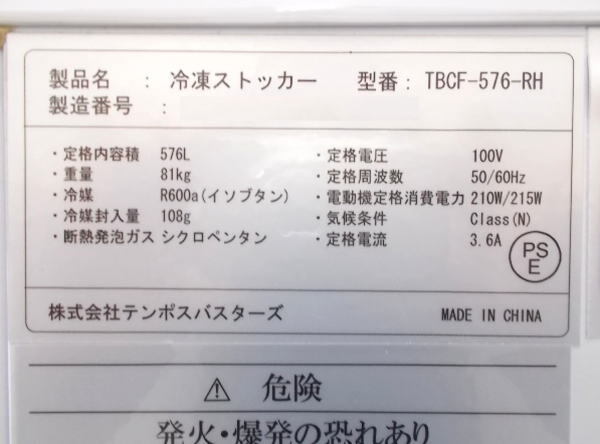 製品名 : 冷凍ストッカー 型番: TBCF-576-RH
製造番号 :
・定格内容積 576L
・重量 81kg
・冷媒 R600a(イソブタン)
・冷媒封入量 108g
・断熱発泡ガス シクロペンタン
・定格電圧 100V
・定格周波数 50/60Hz
・電動機定格消費電力 210W/215W
・気候条件 Class(N)
・定格電流 3.6A
PS
E
株式会社テンポスバスターズ MADE IN CHINA
⚠ 危険
発火・爆発の恐れあり